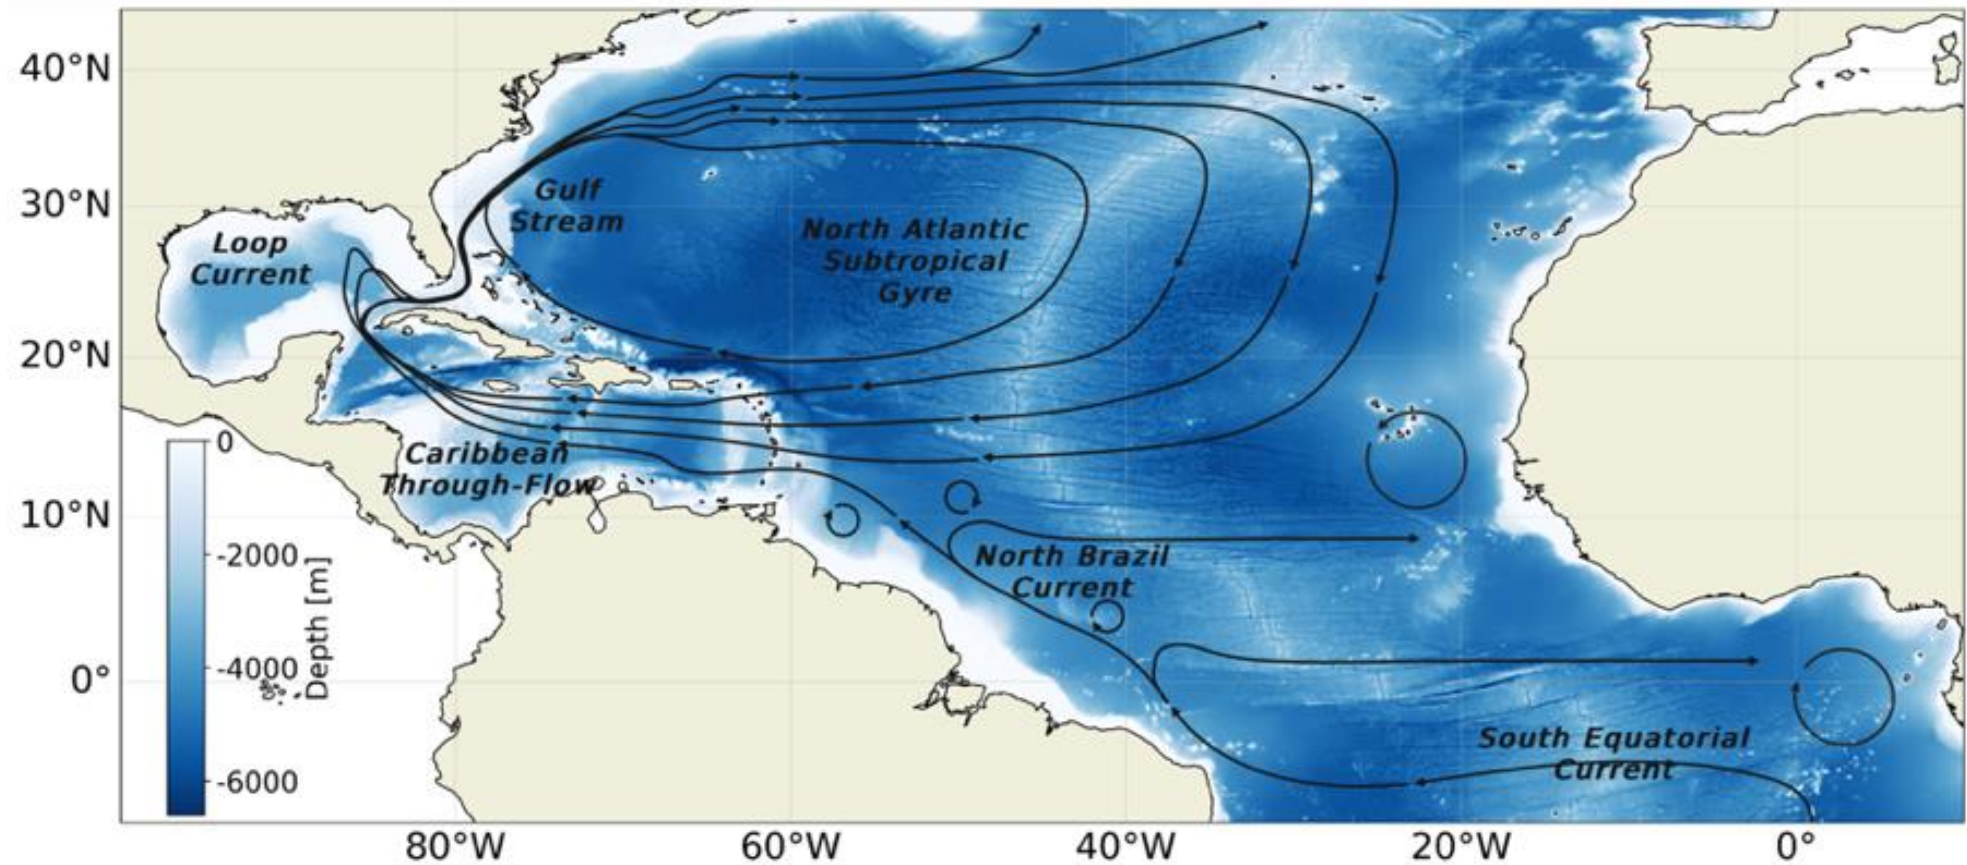 40°N
30°N
20°N
10°N
0°
Gulf
Stream
Loop
Current
North Atlantic
Subtropical
Gyre
Caribbean
Through-Flow
North Brazil
Current
South Equatorial
Current
0
-2000
-4000
-6000
Depth [m]
80°W
60°W
40°W
20°W
0°